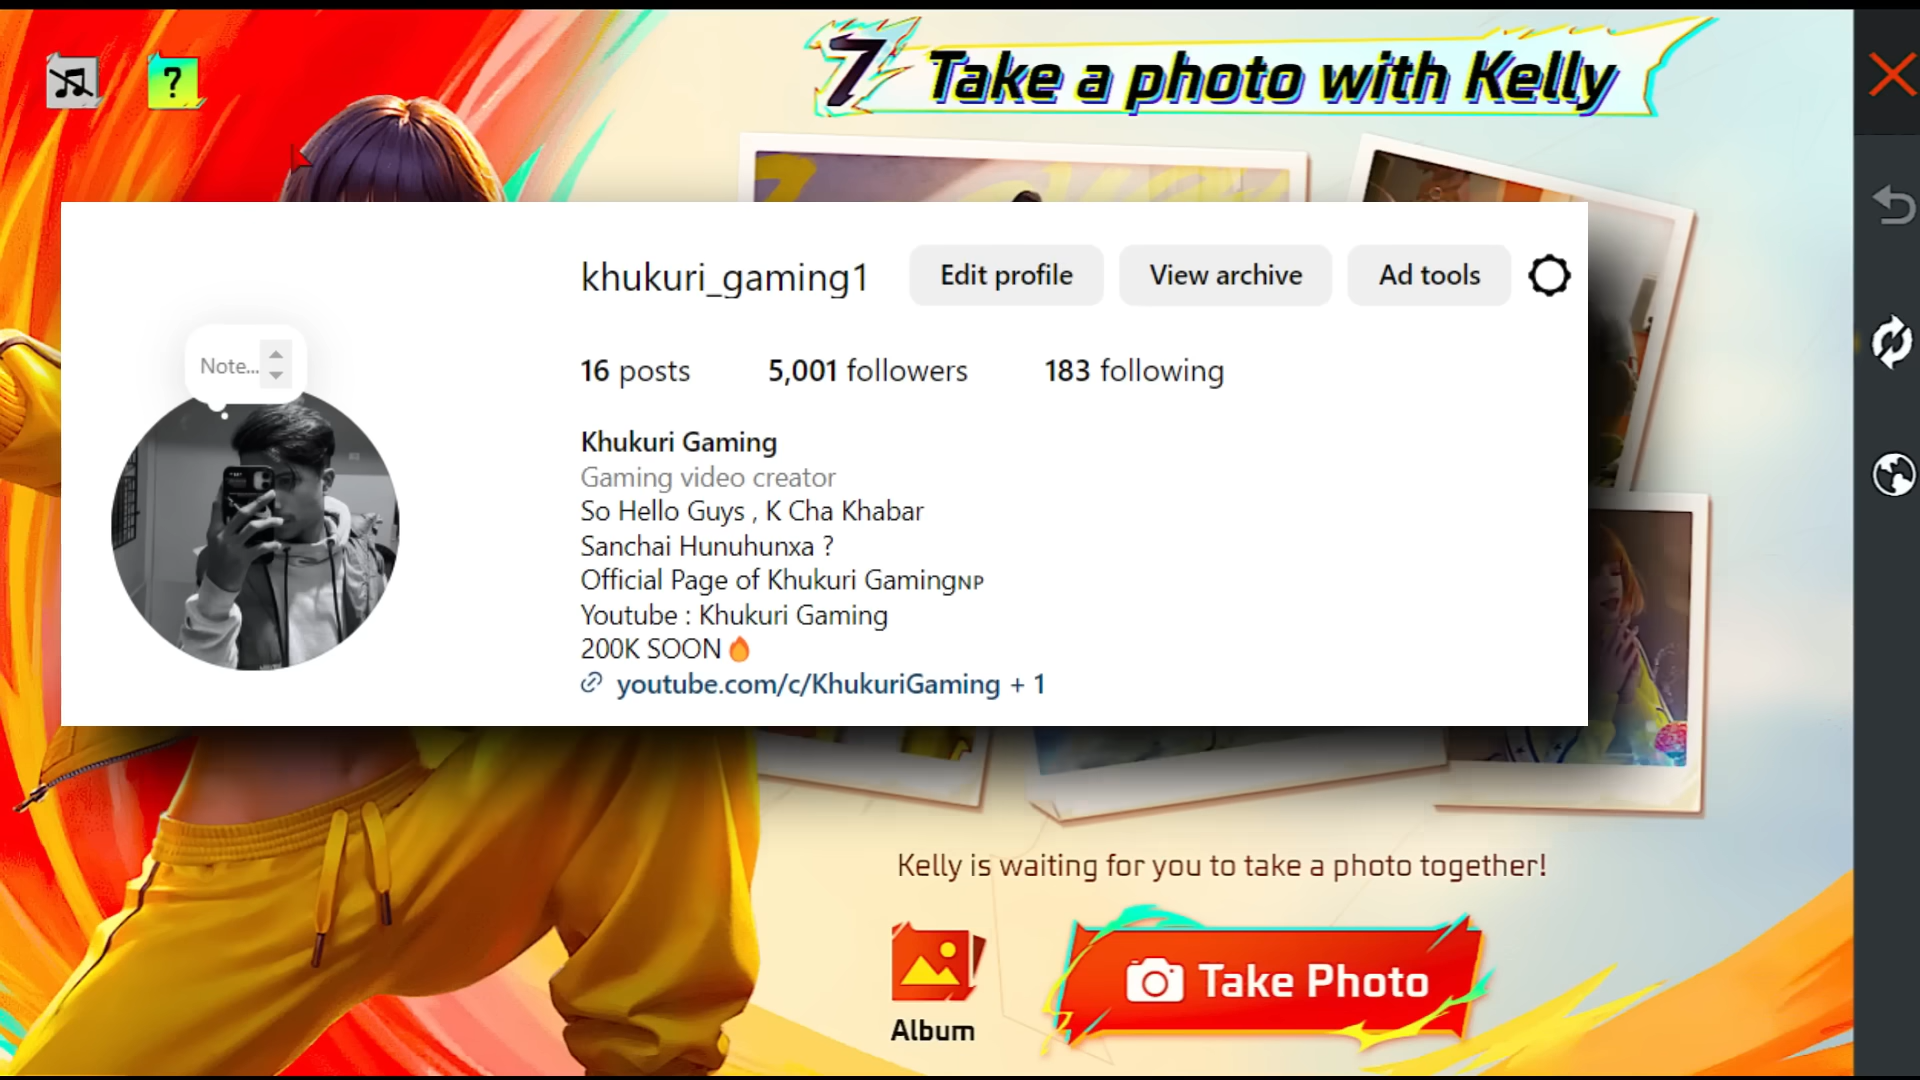 7 Take a photo with Kelly
?
khukuri_gaming1
Edit profile
View archive
Ad tools
Note...
16 posts
5,001 followers
183 following
Khukuri Gaming
Gaming video creator
So Hello Guys , K Cha Khabar
Sanchai Hunuhunxa ?
Official Page of Khukuri GamingNP
Youtube : Khukuri Gaming
200K SOON🔥
youtube.com/c/KhukuriGaming + 1
Kelly is waiting for you to take a photo together!
Take Photo
Album